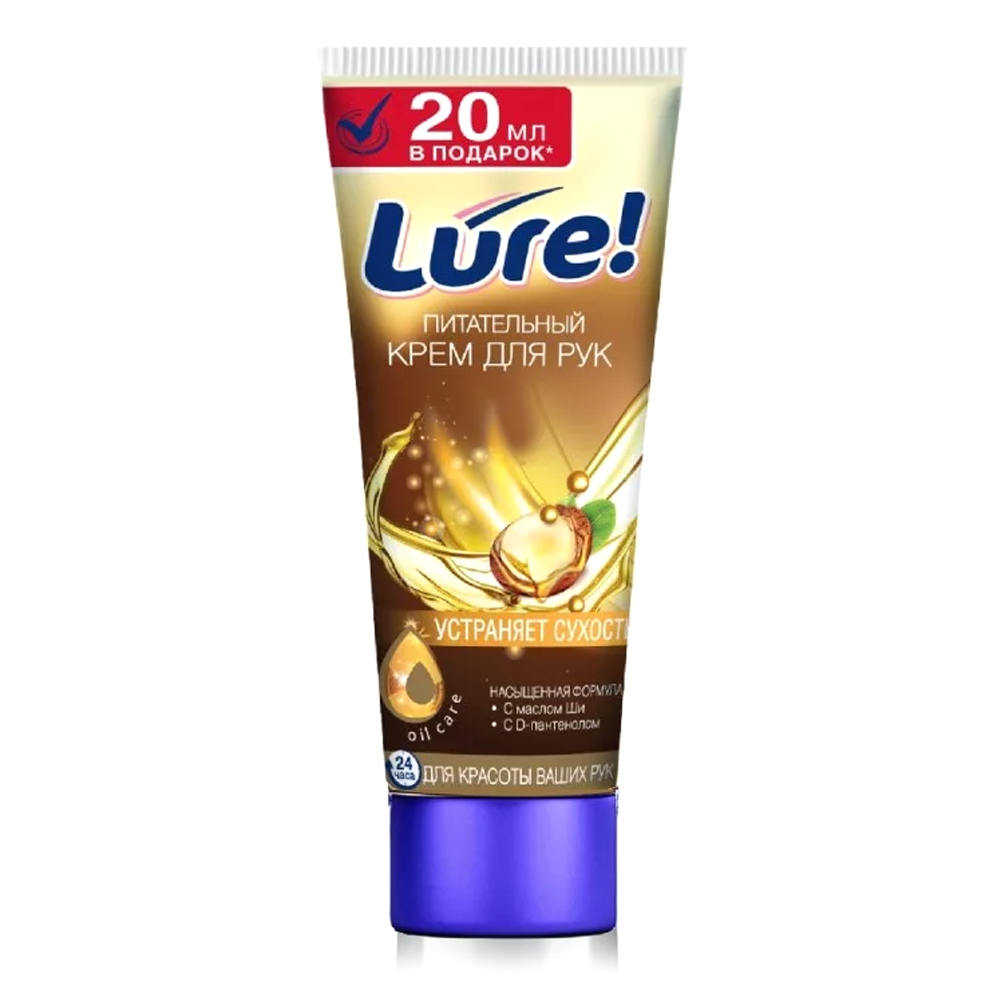 20 МЛ
В ПОДАРОК*
Lure!
ПИТАТЕЛЬНЫЙ
КРЕМ ДЛЯ РУК
УСТРАНЯЕТ СУХОСТЬ
oil care
НАСЫЩЕННАЯ ФОРМУЛА
• С маслом Ши
• С D-пантенолом
24
часа
ДЛЯ КРАСОТЫ ВАШИХ РУК